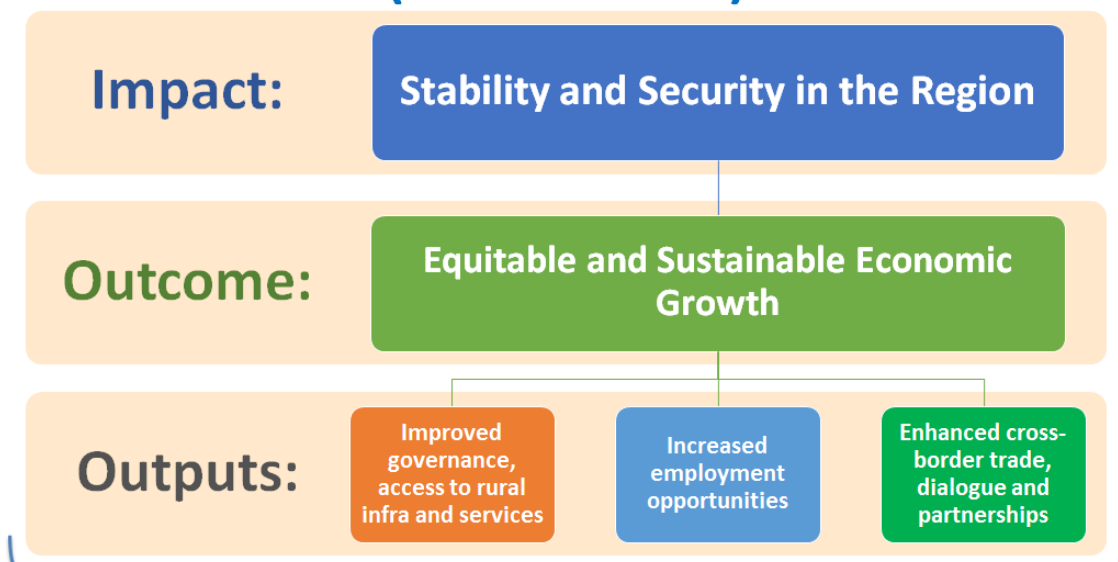 Impact:
Stability and Security in the Region
Outcome:
Equitable and Sustainable Economic
Growth
Outputs:
Improved
governance,
access to rural
infra and services
Increased
employment
opportunities
Enhanced cross-
border trade,
dialogue and
partnerships